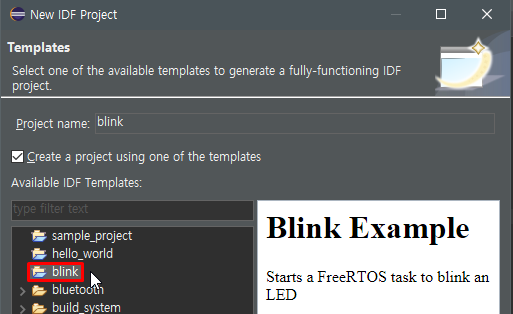 New IDF Project
Templates
Select one of the available templates to generate a fully-functioning IDF
project.
Project name: blink
Create a project using one of the templates
Available IDF Templates:
type filter text
sample_project
hello_world
blink
bluetooth
build_system
Blink Example
Starts a FreeRTOS task to blink an
LED